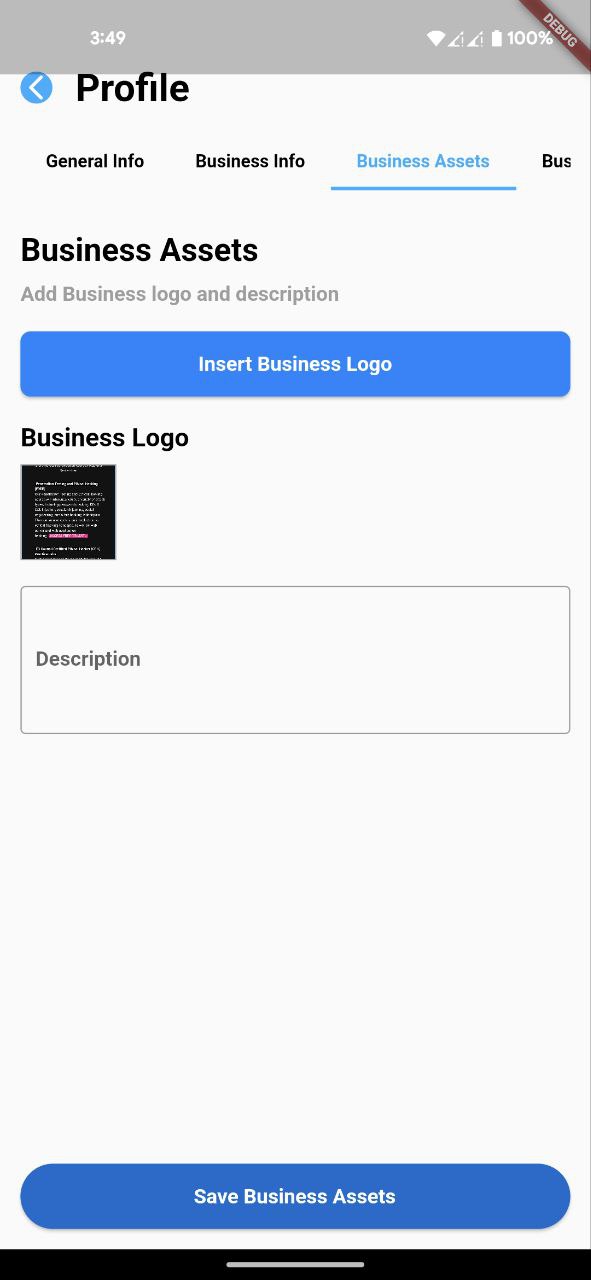 3:49
100%
DEBUG
Profile
General Info
Business Info
Business Assets
Bus
Business Assets
Add Business logo and description
Insert Business Logo
Business Logo
Description
Save Business Assets